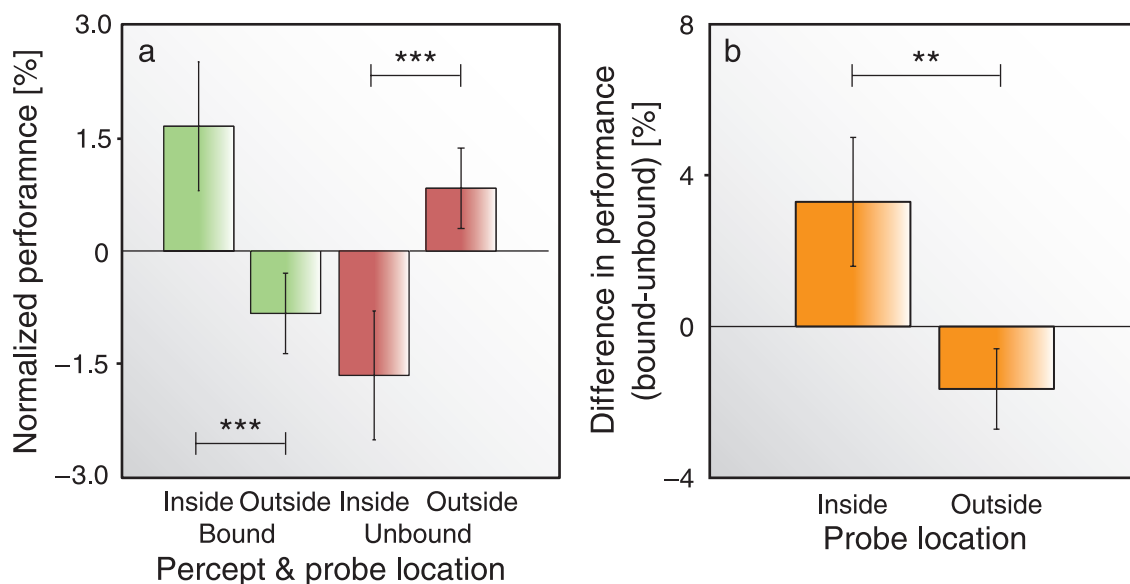 a
Normalized perforamnce [%]
3.0
1.5
0
−1.5
−3.0
***
***
Inside Outside Inside Outside
Bound Unbound
Percept & probe location
b
Difference in performance
(bound-unbound) [%]
8
4
0
−4
**
Inside Outside
Probe location